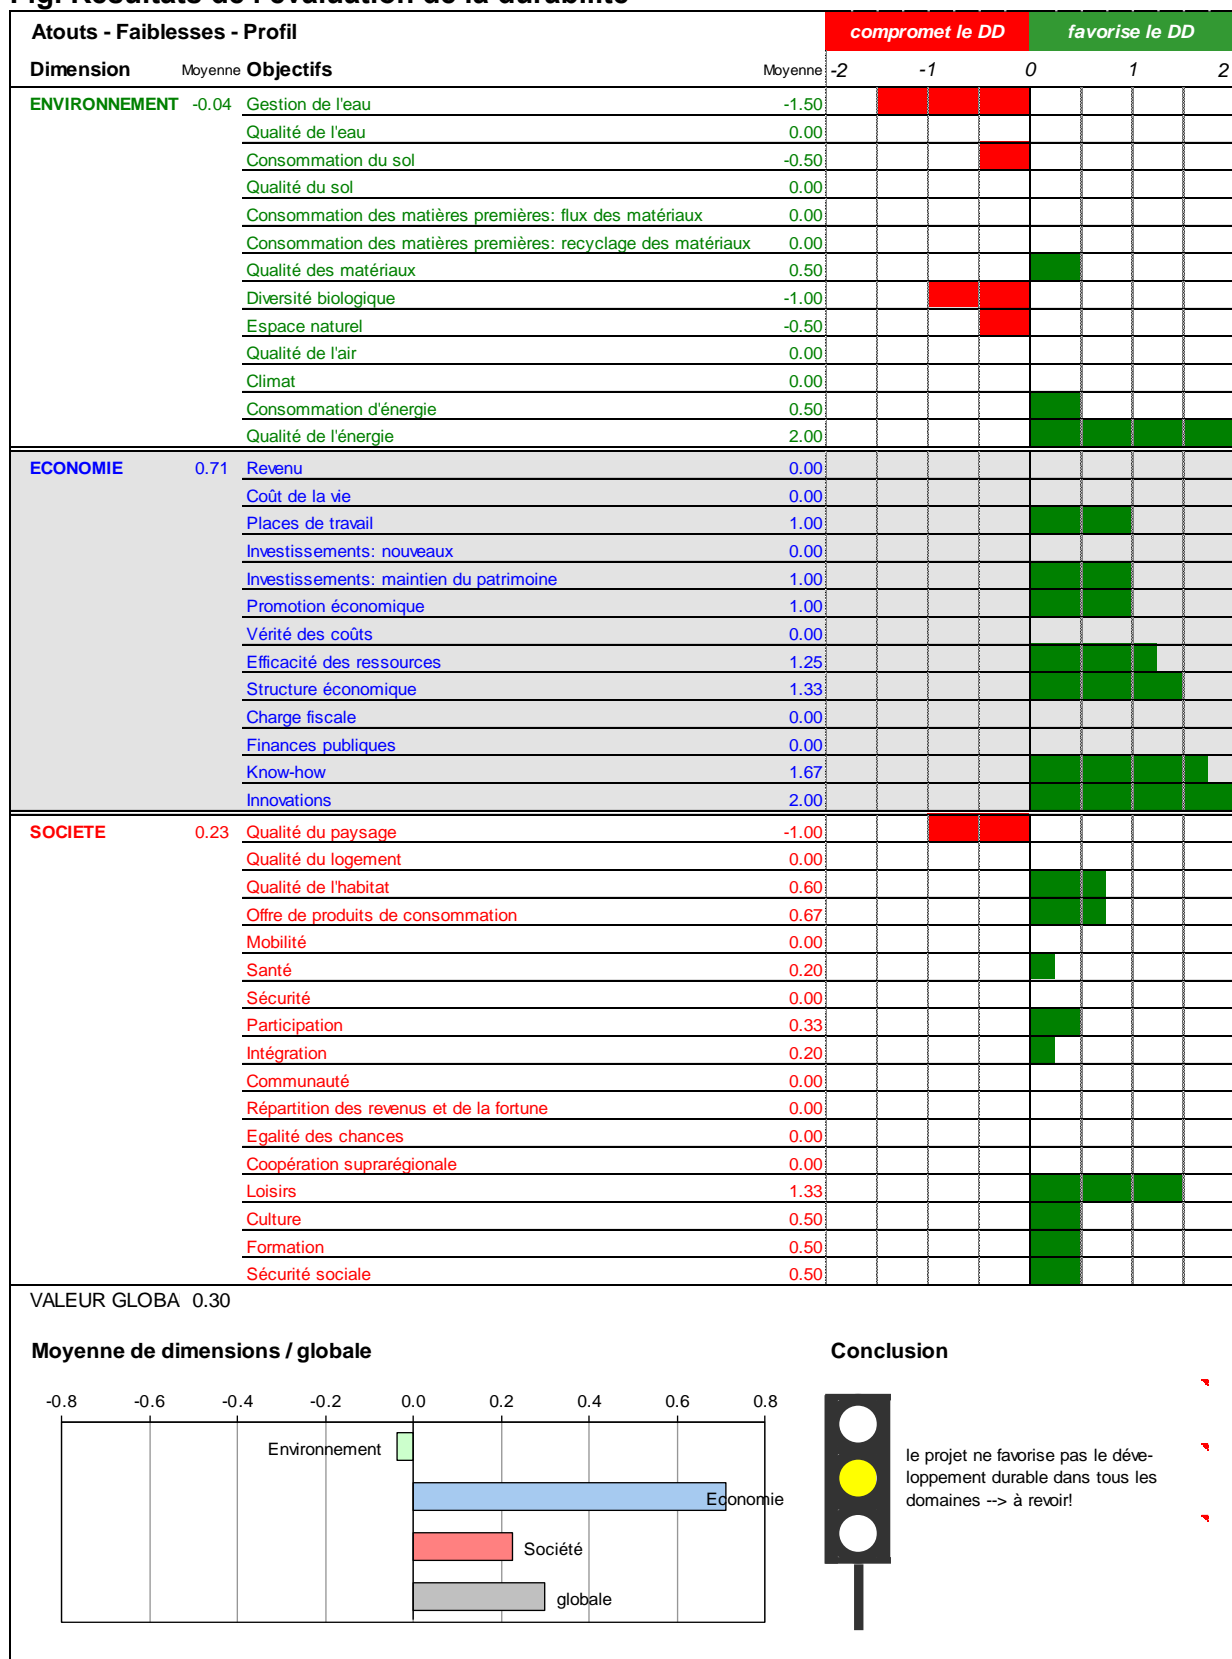 Fig. Résultats de l'évaluation de la durabilité
Atouts - Faiblesses - Profil compromet le DD favorise le DD
Dimension Moyenne Objectifs Moyenne -2 -1 0 1 2
ENVIRONNEMENT -0.04 Gestion de l'eau -1.50
Qualité de l'eau 0.00
Consommation du sol -0.50
Qualité du sol 0.00
Consommation des matières premières: flux des matériaux 0.00
Consommation des matières premières: recyclage des matériaux 0.00
Qualité des matériaux 0.50
Diversité biologique -1.00
Espace naturel -0.50
Qualité de l'air 0.00
Climat 0.00
Consommation d'énergie 0.50
Qualité de l'énergie 2.00
ECONOMIE 0.71 Revenu 0.00
Coût de la vie 0.00
Places de travail 1.00
Investissements: nouveaux 0.00
Investissements: maintien du patrimoine 1.00
Promotion économique 1.00
Vérité des coûts 0.00
Efficacité des ressources 1.25
Structure économique 1.33
Charge fiscale 0.00
Finances publiques 0.00
Know-how 1.67
Innovations 2.00
SOCIETE 0.23 Qualité du paysage -1.00
Qualité du logement 0.00
Qualité de l'habitat 0.60
Offre de produits de consommation 0.67
Mobilité 0.00
Santé 0.20
Sécurité 0.00
Participation 0.33
Intégration 0.20
Communauté 0.00
Répartition des revenus et de la fortune 0.00
Egalité des chances 0.00
Coopération suprarégionale 0.00
Loisirs 1.33
Culture 0.50
Formation 0.50
Sécurité sociale 0.50
VALEUR GLOBA 0.30
Moyenne de dimensions / globale
-0.8 -0.6 -0.4 -0.2 0.0 0.2 0.4 0.6 0.8
Environnement
Economie
Société
globale
Conclusion
le projet ne favorise pas le déve-
loppement durable dans tous les
domaines --> à revoir!